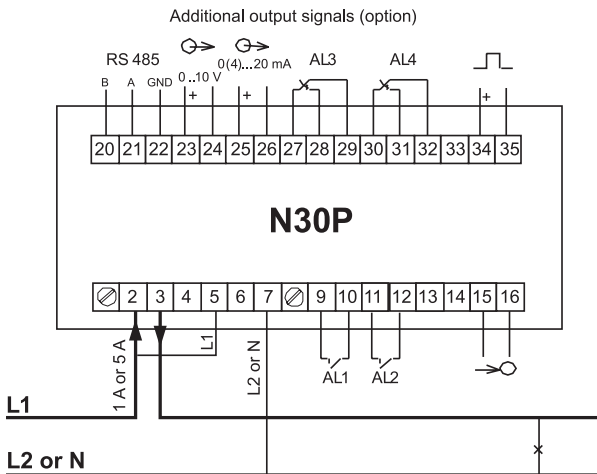 Additional output signals (option)
RS 485
0(4)...20 mA
AL3
AL4
B A GND
0 ..10 V
+ + +
20 21 22 23 24 25 26 27 28 29 30 31 32 33 34 35
N30P
2 3 4 5 6 7 9 10 11 12 13 14 15 16
1 A or 5 A
L1
L2 or N
AL1
AL2
L1
L2 or N